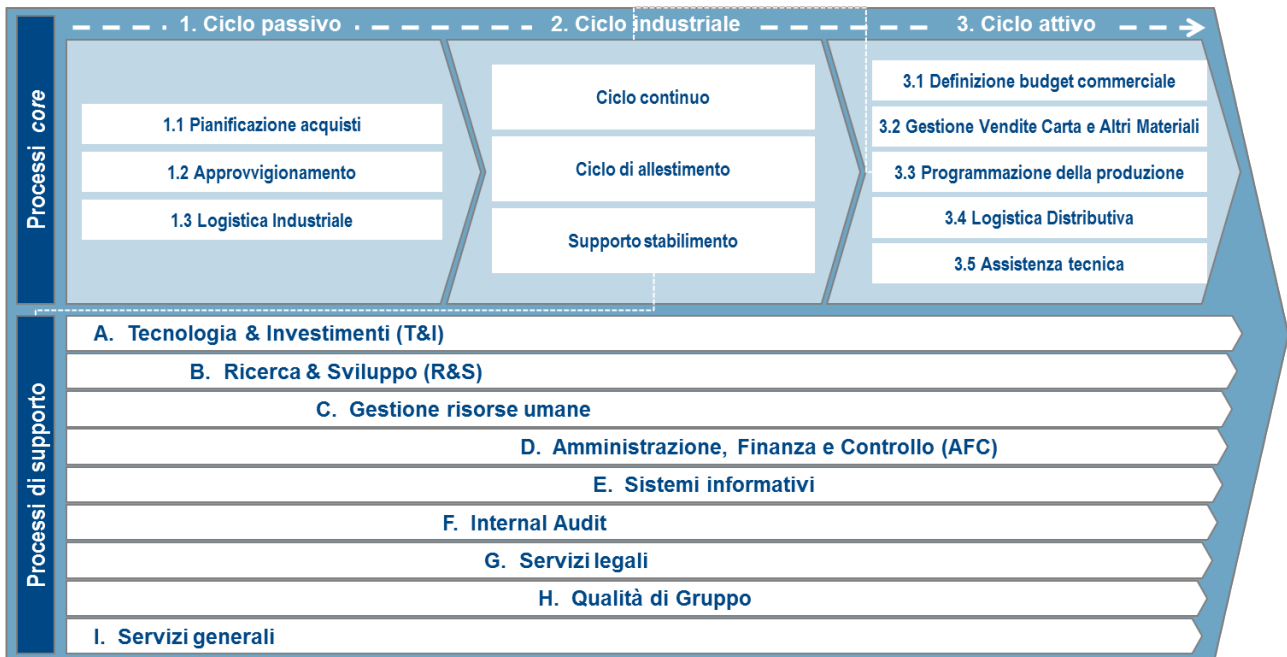 1. Ciclo passivo
2. Ciclo industriale
3. Ciclo attivo
Processi core
1.1 Pianificazione acquisti
1.2 Approvvigionamento
1.3 Logistica Industriale
Ciclo continuo
Ciclo di allestimento
Supporto stabilimento
3.1 Definizione budget commerciale
3.2 Gestione Vendite Carta e Altri Materiali
3.3 Programmazione della produzione
3.4 Logistica Distributiva
3.5 Assistenza tecnica
Processi di supporto
A. Tecnologia & Investimenti (T&I)
B. Ricerca & Sviluppo (R&S)
C. Gestione risorse umane
D. Amministrazione, Finanza e Controllo (AFC)
E. Sistemi informativi
F. Internal Audit
G. Servizi legali
H. Qualità di Gruppo
I. Servizi generali